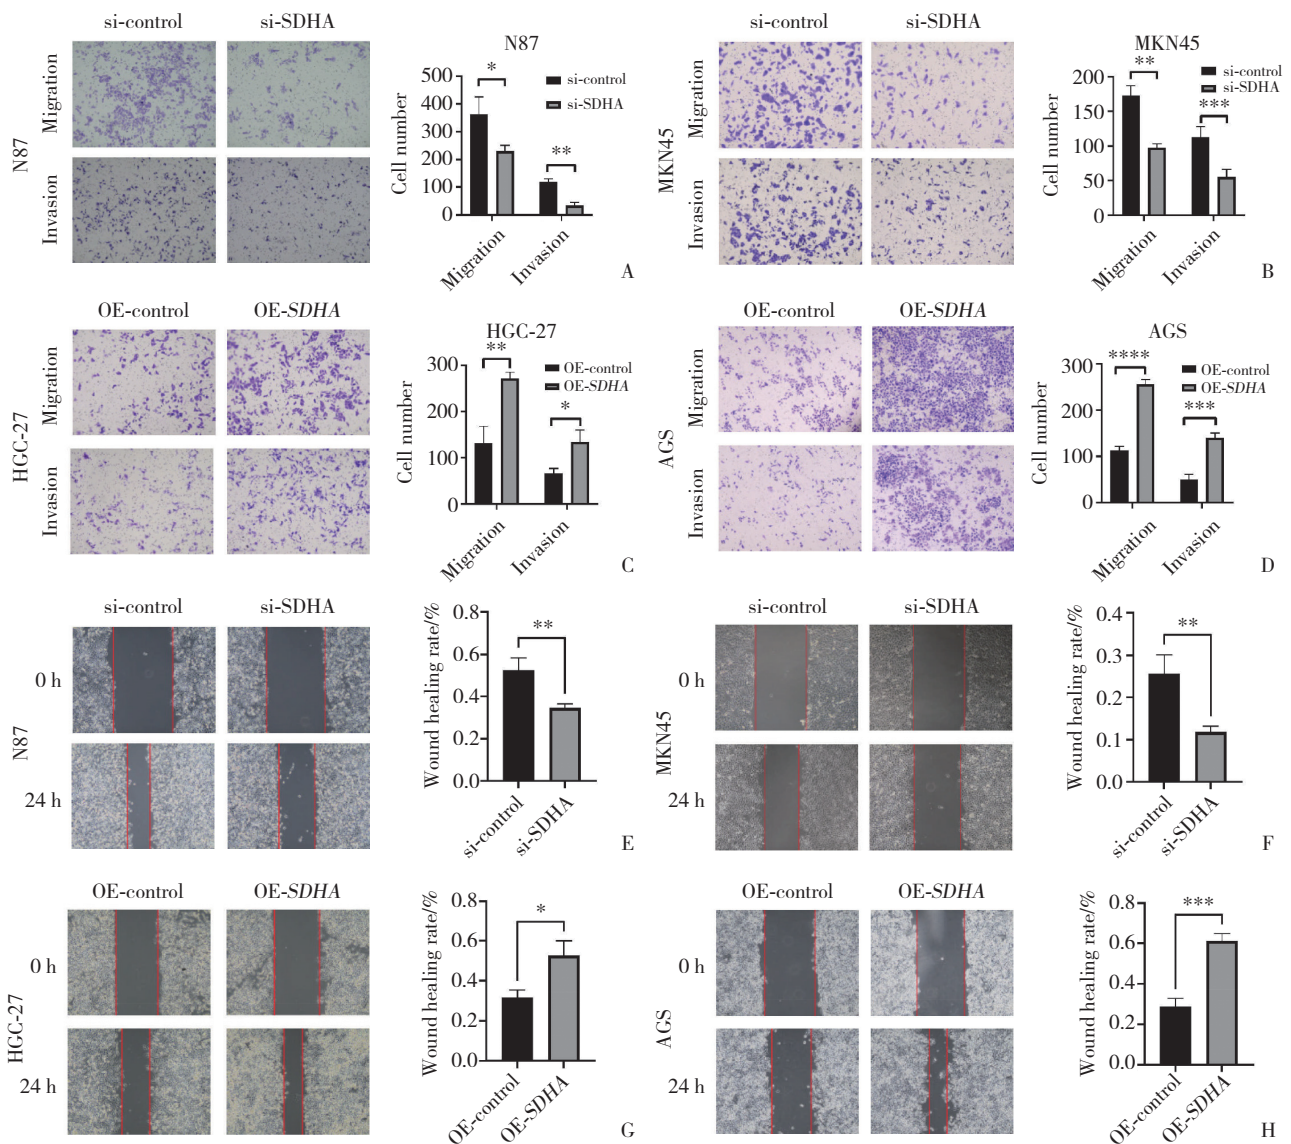 si-control si-SDHA
N87
Migration
Invasion
N87
Cell number
500
400
300
200
100
0
* **
si-control
si-SDHA
Migration Invasion
A
si-control si-SDHA
MKN45
Migration
Invasion
MKN45
Cell number
200
150
100
50
0
** ***
si-control
si-SDHA
Migration Invasion
B
OE-control OE-SDHA
HGC-27
Migration
Invasion
HGC-27
Cell number
300
200
100
0
** *
OE-control
OE-SDHA
Migration Invasion
C
OE-control OE-SDHA
AGS
Migration
Invasion
AGS
Cell number
300
200
100
0
**** ***
OE-control
OE-SDHA
Migration Invasion
D
si-control si-SDHA
N87
0 h
24 h
Wound healing rate/%
0.8
0.6
0.4
0.2
0.0
**
si-control si-SDHA
E
si-control si-SDHA
MKN45
0 h
24 h
Wound healing rate/%
0.4
0.3
0.2
0.1
0.0
**
si-control si-SDHA
F
OE-control OE-SDHA
HGC-27
0 h
24 h
Wound healing rate/%
0.8
0.6
0.4
0.2
0.0
*
OE-control OE-SDHA
G
OE-control OE-SDHA
AGS
0 h
24 h
Wound healing rate/%
0.8
0.6
0.4
0.2
0.0
***
OE-control OE-SDHA
H